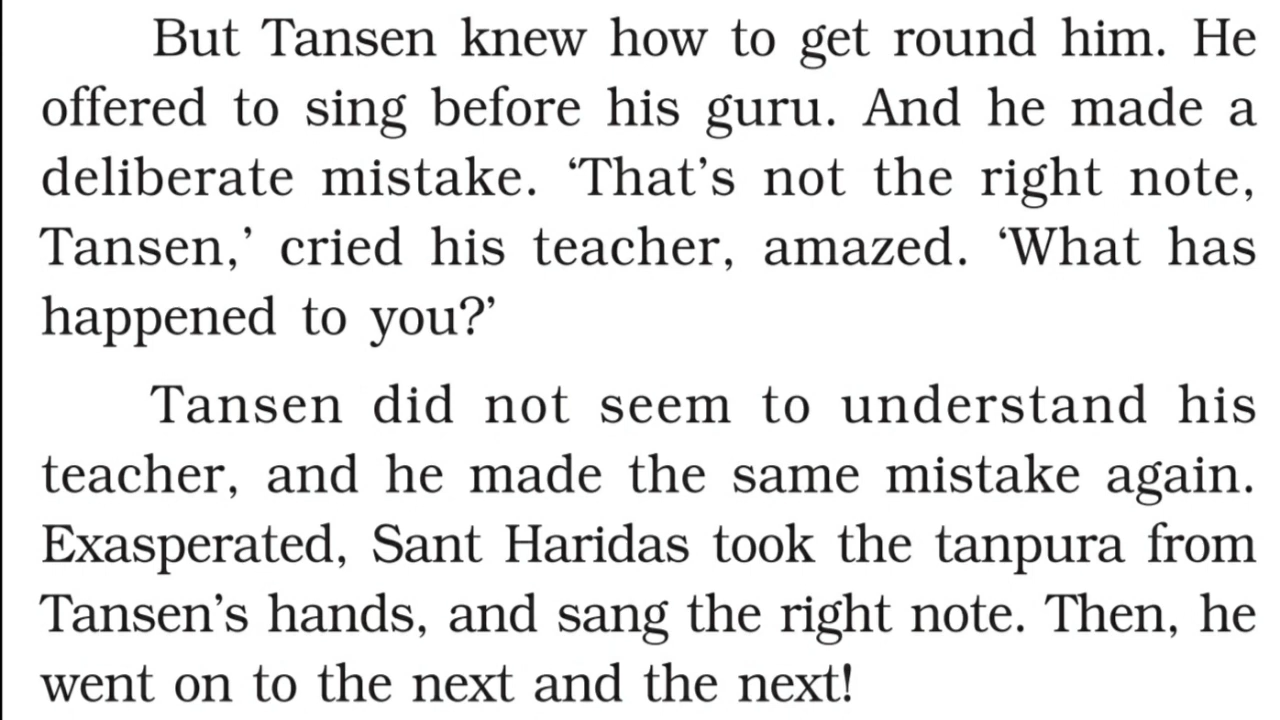 But Tansen knew how to get round him. He
offered to sing before his guru. And he made a
deliberate mistake. ‘That’s not the right note,
Tansen,’ cried his teacher, amazed. ‘What has
happened to you?’
Tansen did not seem to understand his
teacher, and he made the same mistake again.
Exasperated, Sant Haridas took the tanpura from
Tansen’s hands, and sang the right note. Then, he
went on to the next and the next!